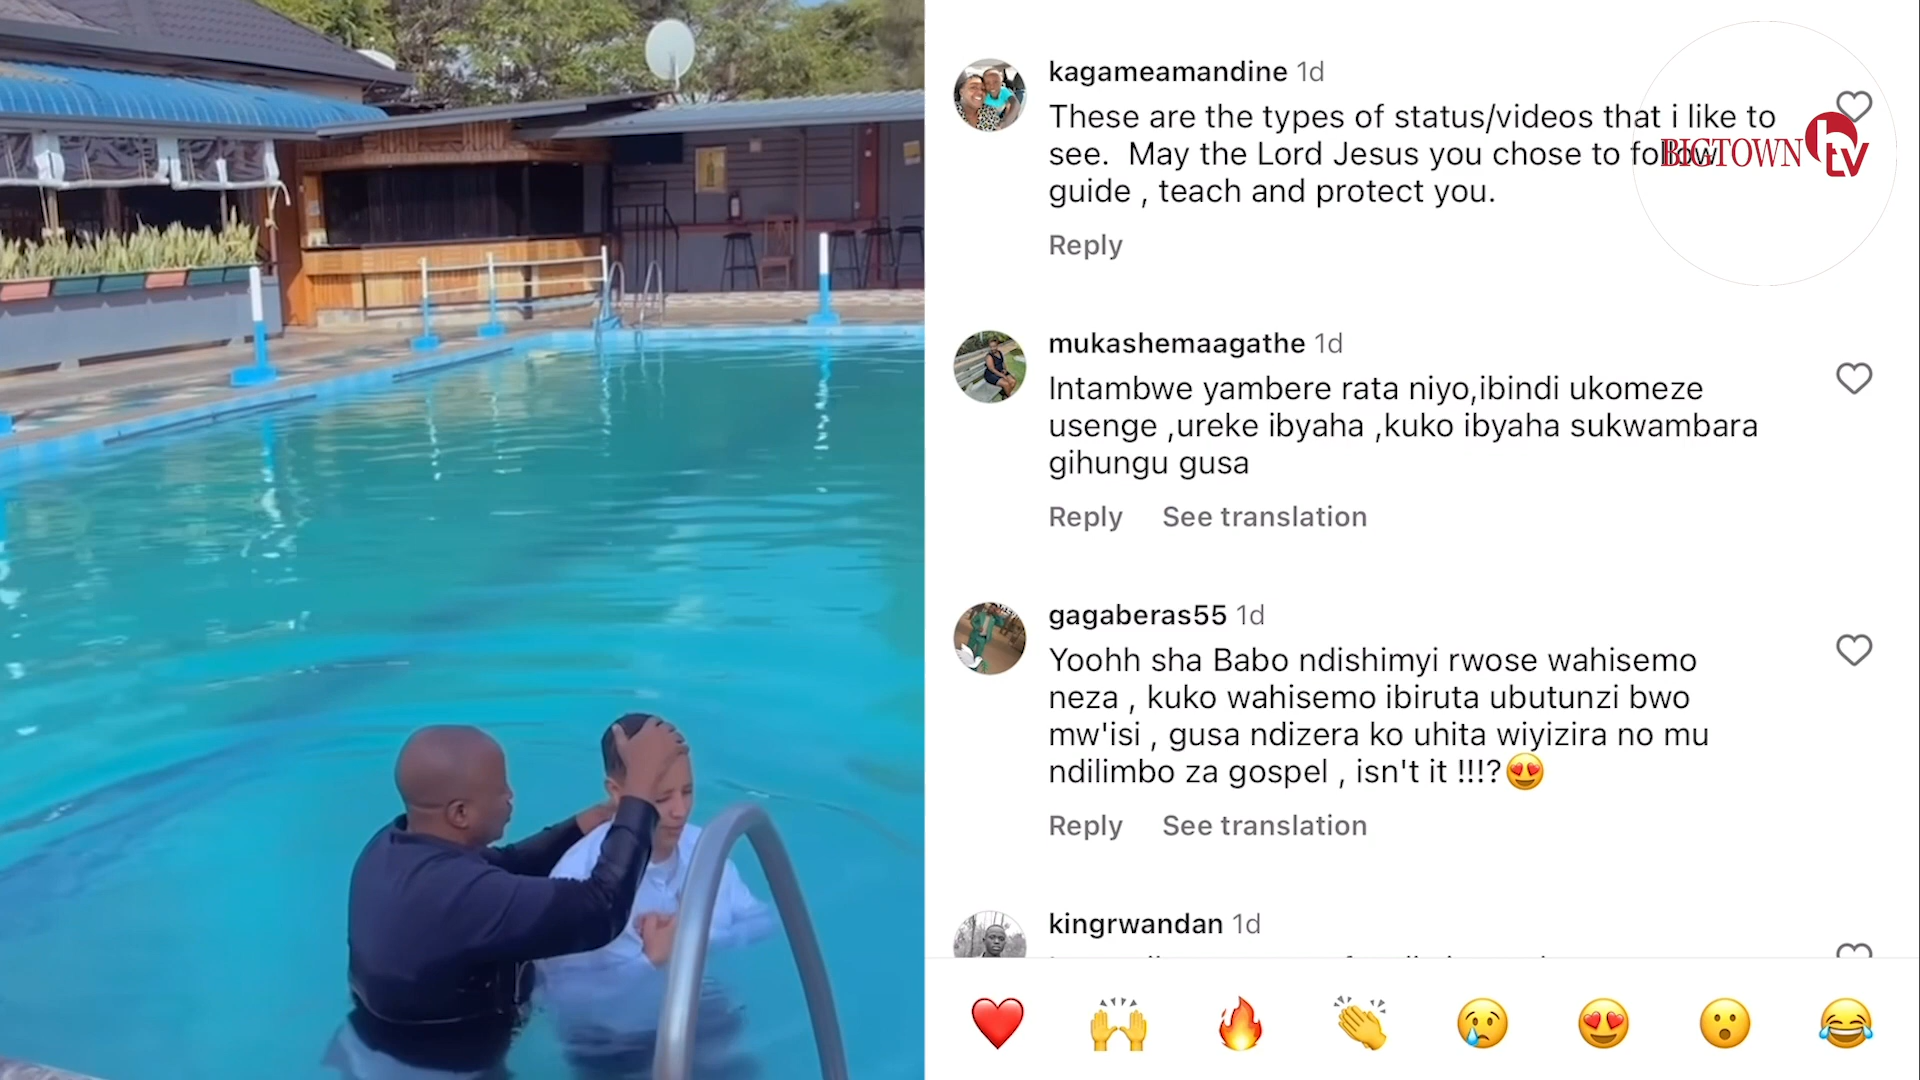 kagameamandine 1d
These are the types of status/videos that i like to
see. May the Lord Jesus you chose to follow
guide , teach and protect you.
Reply
BIGTOWN tv
mukashemaagathe 1d
Intambwe yambere rata niyo,ibindi ukomeze
usenge ,ureke ibyaha ,kuko ibyaha sukwambara
gihungu gusa
Reply See translation
gagaberas55 1d
Yoohh sha Babo ndishimyi rwose wahisemo
neza , kuko wahisemo ibiruta ubutunzi bwo
mw'isi , gusa ndizera ko uhita wiyizira no mu
ndilimbo za gospel , isn't it !!!?😍
Reply See translation
kingrwandan 1d